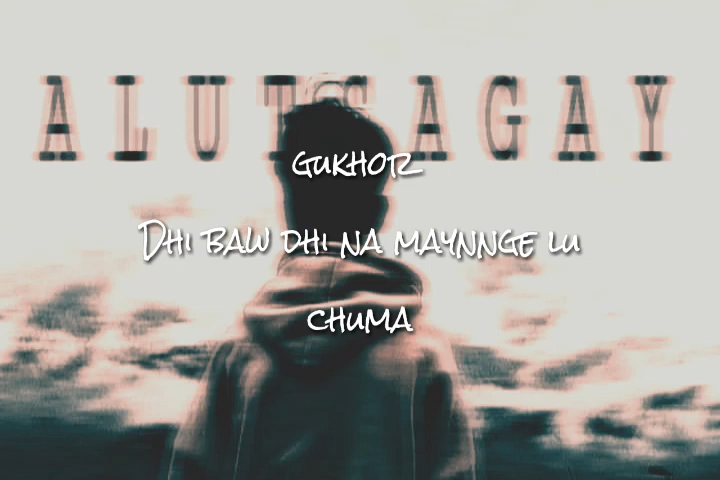 ALUTSAGAY
GUKHOR
DHI BAW DHI NA MAYNNGE LU
CHUMA